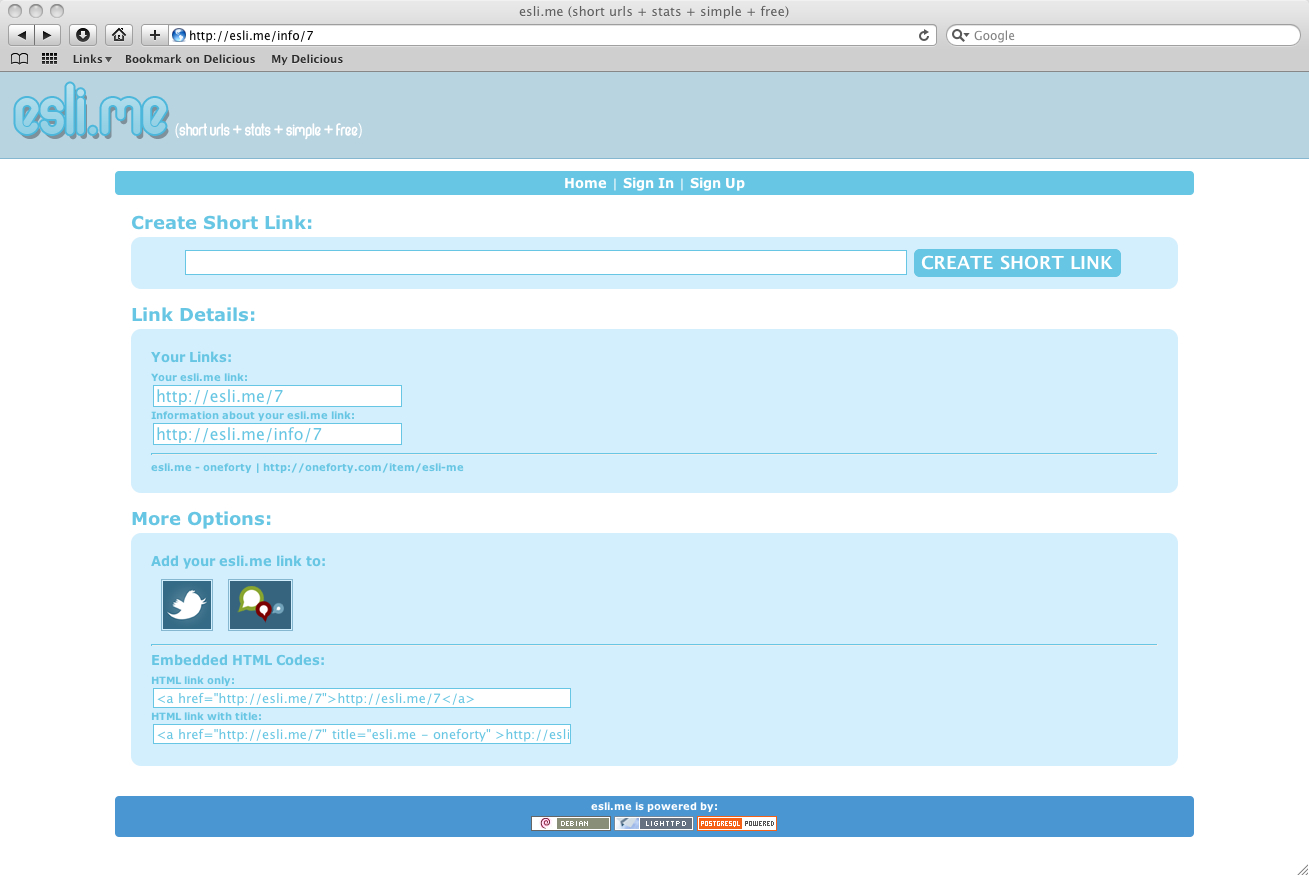 esli.me (short urls + stats + simple + free)
http://esli.me/info/7
Google
Links
Bookmark on Delicious
My Delicious
esli.me (short urls + stats + simple + free)
Home | Sign In | Sign Up
Create Short Link:
CREATE SHORT LINK
Link Details:
Your Links:
Your esli.me link:
http://esli.me/7
Information about your esli.me link:
http://esli.me/info/7
esli.me - oneforty | http://oneforty.com/item/esli-me
More Options:
Add your esli.me link to:
Embedded HTML Codes:
HTML link only:
<a href="http://esli.me/7">http://esli.me/7</a>
HTML link with title:
<a href="http://esli.me/7" title="esli.me - oneforty" >http://esli
esli.me is powered by:
DEBIAN
LIGHTTPD
POSTGRESQL POWERED